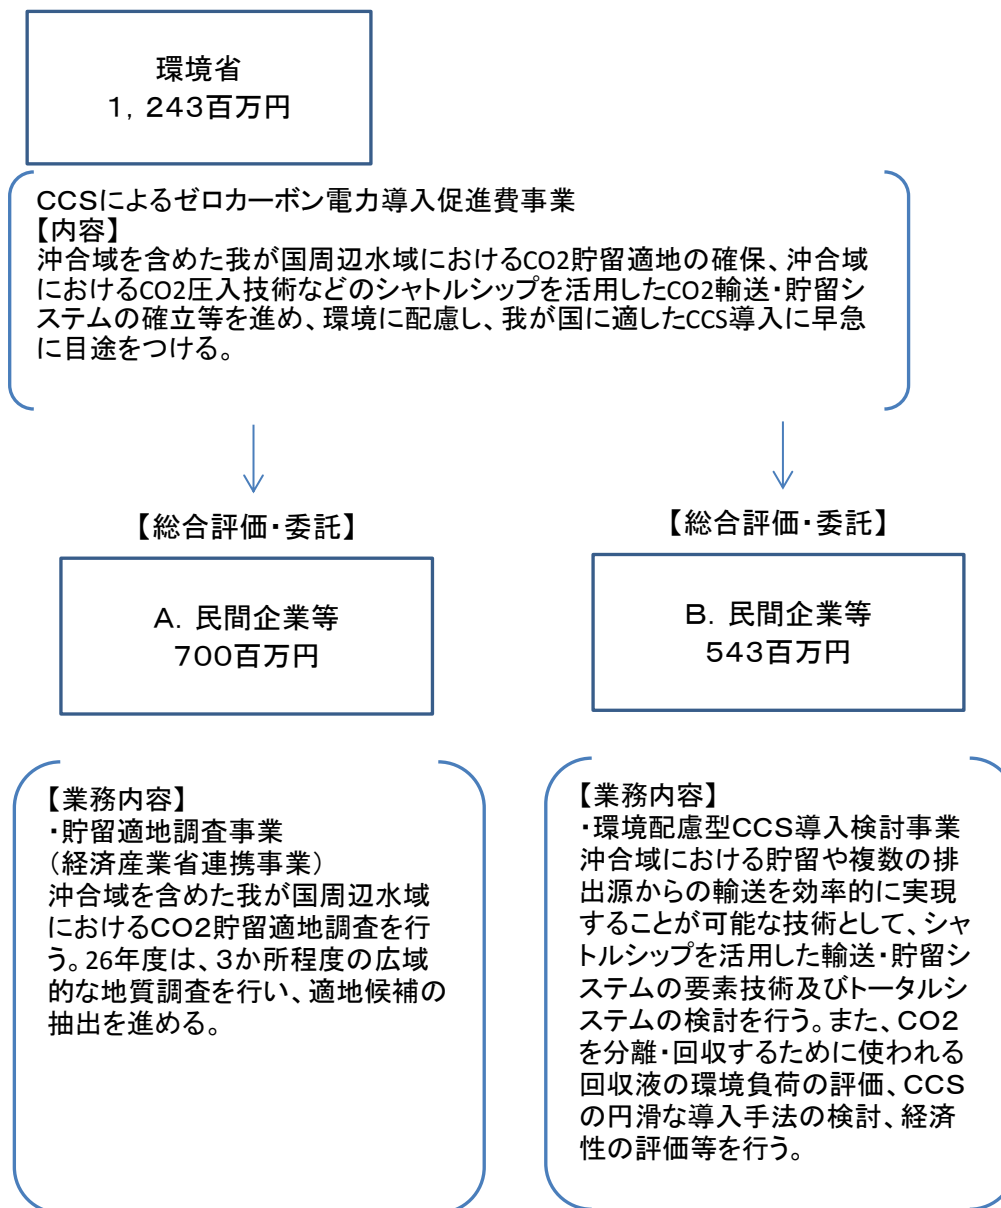 環境省
1，243百万円
CCSによるゼロカーボン電力導入促進費事業
【内容】
沖合域を含めた我が国周辺水域におけるCO2貯留適地の確保、沖合域
におけるCO2圧入技術などのシャトルシップを活用したCO2輸送・貯留シ
ステムの確立等を進め、環境に配慮し、我が国に適したCCS導入に早急
に目途をつける。
【総合評価・委託】
A．民間企業等
700百万円
【業務内容】
・貯留適地調査事業
（経済産業省連携事業）
沖合域を含めた我が国周辺水域
におけるCO2貯留適地調査を行
う。26年度は、3か所程度の広域
的な地質調査を行い、適地候補の
抽出を進める。
【総合評価・委託】
B．民間企業等
543百万円
【業務内容】
・環境配慮型CCS導入検討事業
沖合域における貯留や複数の排
出源からの輸送を効率的に実現
することが可能な技術として、シャ
トルシップを活用した輸送・貯留シ
ステムの要素技術及びトータルシ
ステムの検討を行う。また、CO2
を分離・回収するために使われる
回収液の環境負荷の評価、CCS
の円滑な導入手法の検討、経済
性の評価等を行う。